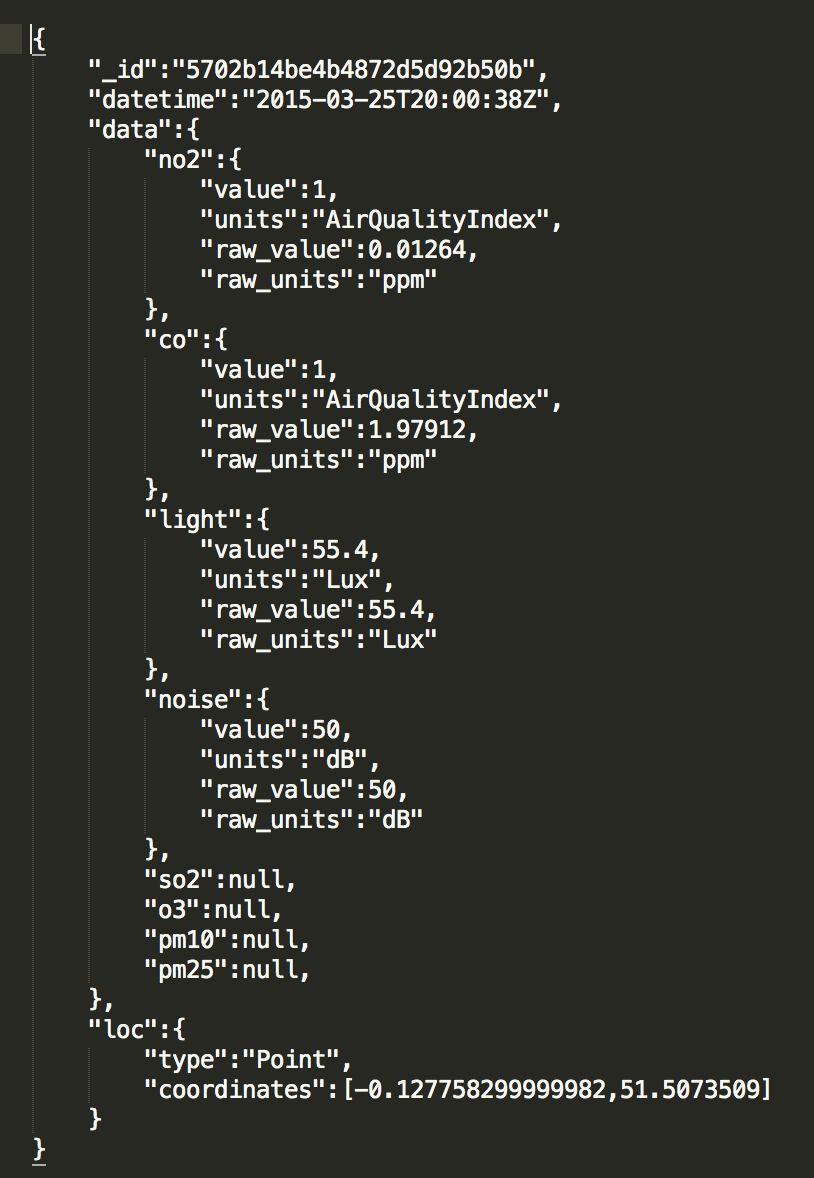 {
    "_id":"5702b14be4b4872d5d92b50b",
    "datetime":"2015-03-25T20:00:38Z",
    "data":{
        "no2":{
            "value":1,
            "units":"AirQualityIndex",
            "raw_value":0.01264,
            "raw_units":"ppm"
        },
        "co":{
            "value":1,
            "units":"AirQualityIndex",
            "raw_value":1.97912,
            "raw_units":"ppm"
        },
        "light":{
            "value":55.4,
            "units":"Lux",
            "raw_value":55.4,
            "raw_units":"Lux"
        },
        "noise":{
            "value":50,
            "units":"dB",
            "raw_value":50,
            "raw_units":"dB"
        },
        "so2":null,
        "o3":null,
        "pm10":null,
        "pm25":null,
    },
    "loc":{
        "type":"Point",
        "coordinates":[-0.127758299999982,51.5073509]
    }
}